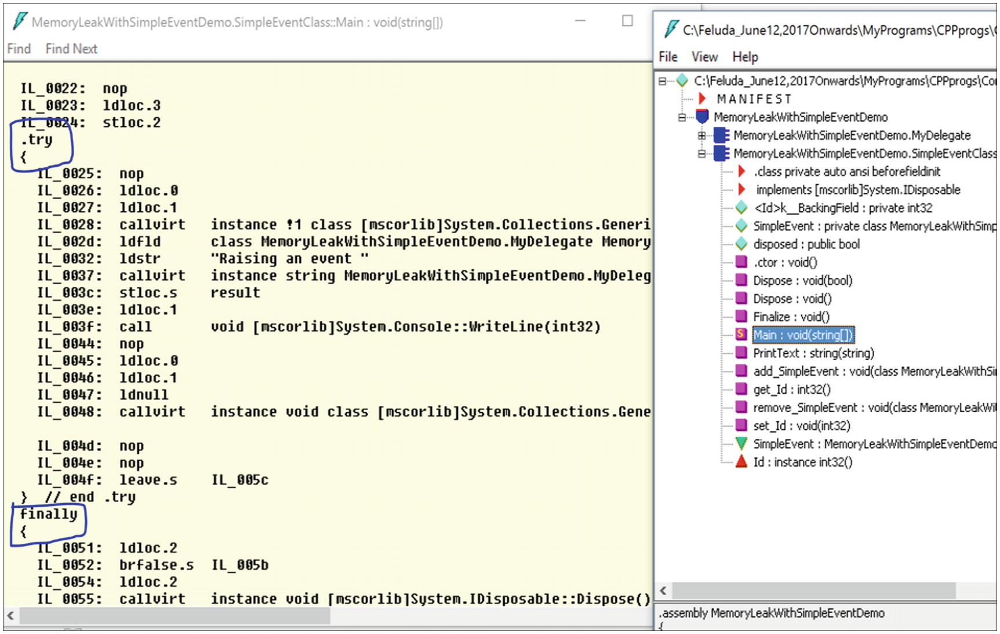 MemoryLeakWithSimpleEventDemo.SimpleEventClass::Main : void(string[])
Find Find Next
IL_0022: nop
IL_0023: ldloc.3
IL_0024: stloc.2
.try
{
IL_0025: nop
IL_0026: ldloc.0
IL_0027: ldloc.1
IL_0028: callvirt instance !1 class [mscorlib]System.Collections.Generi
IL_002d: ldfld class MemoryLeakWithSimpleEventDemo.MyDelegate Memory
IL_0032: ldstr "Raising an event "
IL_0037: callvirt instance string MemoryLeakWithSimpleEventDemo.MyDeleg
IL_003c: stloc.s result
IL_003e: ldloc.1
IL_003f: call void [mscorlib]System.Console::WriteLine(int32)
IL_0044: nop
IL_0045: ldloc.0
IL_0046: ldloc.1
IL_0047: ldnull
IL_0048: callvirt instance void class [mscorlib]System.Collections.Gene
IL_004d: nop
IL_004e: nop
IL_004f: leave.s IL_005c
} // end .try
finally
{
IL_0051: ldloc.2
IL_0052: brfalse.s IL_005b
IL_0054: ldloc.2
IL_0055: callvirt instance void [mscorlib]System.IDisposable::Dispose()
C:\Feluda_June12,2017Onwards\MyPrograms\CPPprogs\C
File View Help
C:\Feluda_June12,2017Onwards\MyPrograms\CPPprogs\Co
M A N I F E S T
MemoryLeakWithSimpleEventDemo
MemoryLeakWithSimpleEventDemo.MyDelegate
MemoryLeakWithSimpleEventDemo.SimpleEventClass
.class private auto ansi beforefieldinit
implements [mscorlib]System.IDisposable
<Id>k__BackingField : private int32
SimpleEvent : private class MemoryLeakWithSimp
disposed : public bool
.ctor : void()
Dispose : void(bool)
Dispose : void()
Finalize : void()
Main : void(string[])
PrintText : string(string)
add_SimpleEvent : void(class MemoryLeakWithSi
get_Id : int32()
remove_SimpleEvent : void(class MemoryLeakWi
set_Id : void(int32)
SimpleEvent : MemoryLeakWithSimpleEventDemo
Id : instance int32()
.assembly MemoryLeakWithSimpleEventDemo
{